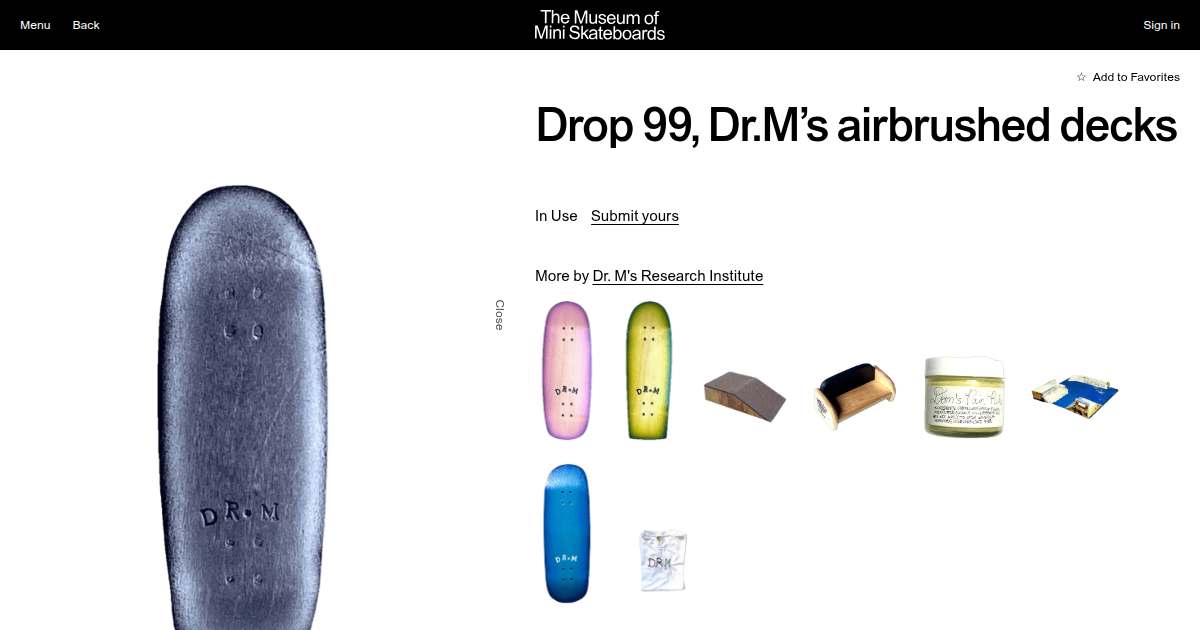 Menu
Back
The Museum of
Mini Skateboards
Sign in
☆ Add to Favorites
Drop 99, Dr.M’s airbrushed decks
In Use
Submit yours
More by Dr. M's Research Institute
Close
DR•M
DR•M
DR•M
DR•M
DRM